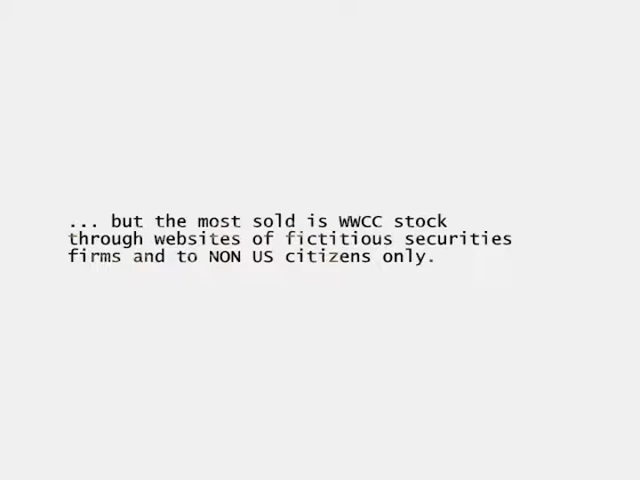 ... but the most sold is WWCC stock
through websites of fictitious securities
firms and to NON US citizens only.